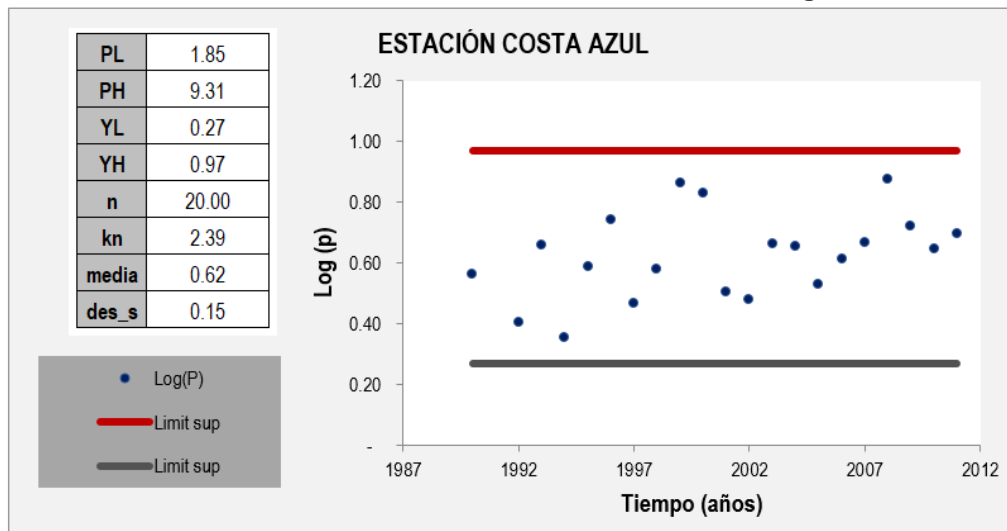 PL 1.85
PH 9.31
YL 0.27
YH 0.97
n 20.00
kn 2.39
media 0.62
des_s 0.15
Log(P)
Limit sup
Limit sup
ESTACIÓN COSTA AZUL
Log (p)
1.20
1.00
0.80
0.60
0.40
0.20
-
1987 1992 1997 2002 2007 2012
Tiempo (años)